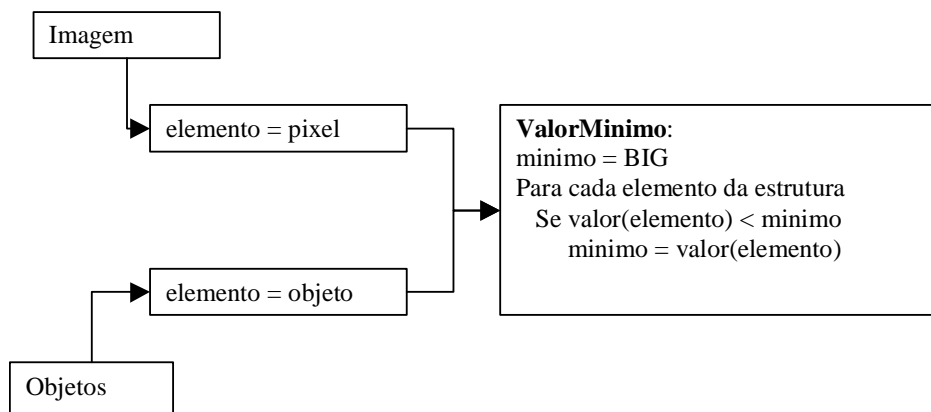 Imagem
elemento = pixel
ValorMinimo:
minimo = BIG
Para cada elemento da estrutura
Se valor(elemento) < minimo
minimo = valor(elemento)
elemento = objeto
Objetos